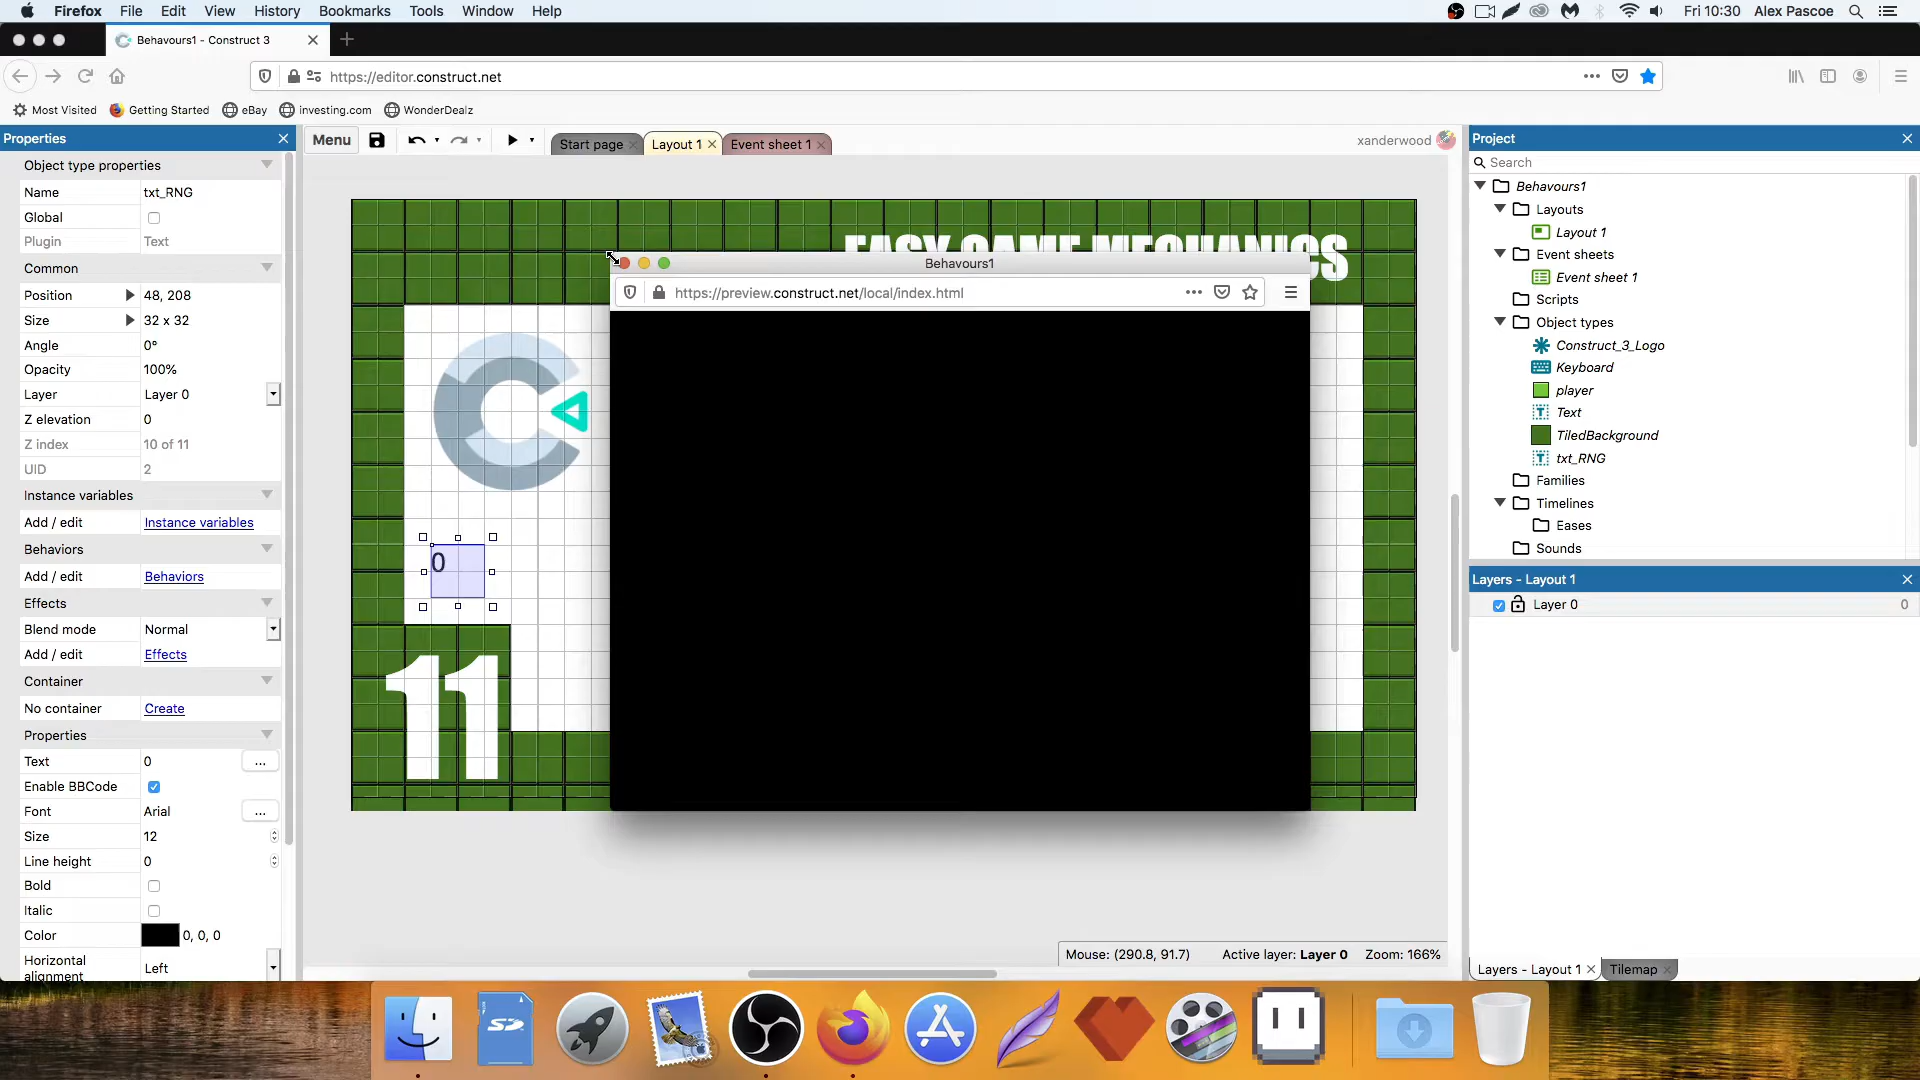 Firefox File Edit View History Bookmarks Tools Window Help Fri 10:30 Alex Pascoe
Behavours1 - Construct 3
https://editor.construct.net
Most Visited Getting Started eBay investing.com WonderDealz
Properties
Object type properties
Name txt_RNG
Global
Plugin Text
Common
Position 48, 208
Size 32 x 32
Angle 0°
Opacity 100%
Layer Layer 0
Z elevation 0
Z index 10 of 11
UID 2
Instance variables
Add / edit Instance variables
Behaviors
Add / edit Behaviors
Effects
Blend mode Normal
Add / edit Effects
Container
No container Create
Properties
Text 0 ...
Enable BBCode
Font Arial ...
Size 12
Line height 0
Bold
Italic
Color 0, 0, 0
Horizontal alignment Left
Menu
Start page Layout 1 Event sheet 1
xanderwood
EASY GAME MECHANICS
Behavours1
https://preview.construct.net/local/index.html
0
11
Mouse: (290.8, 91.7) Active layer: Layer 0 Zoom: 166%
Project
Search
Behavours1
Layouts
Layout 1
Event sheets
Event sheet 1
Scripts
Object types
Construct_3_Logo
Keyboard
player
Text
TiledBackground
txt_RNG
Families
Timelines
Eases
Sounds
Layers - Layout 1
Layer 0 0
Layers - Layout 1 Tilemap
SD